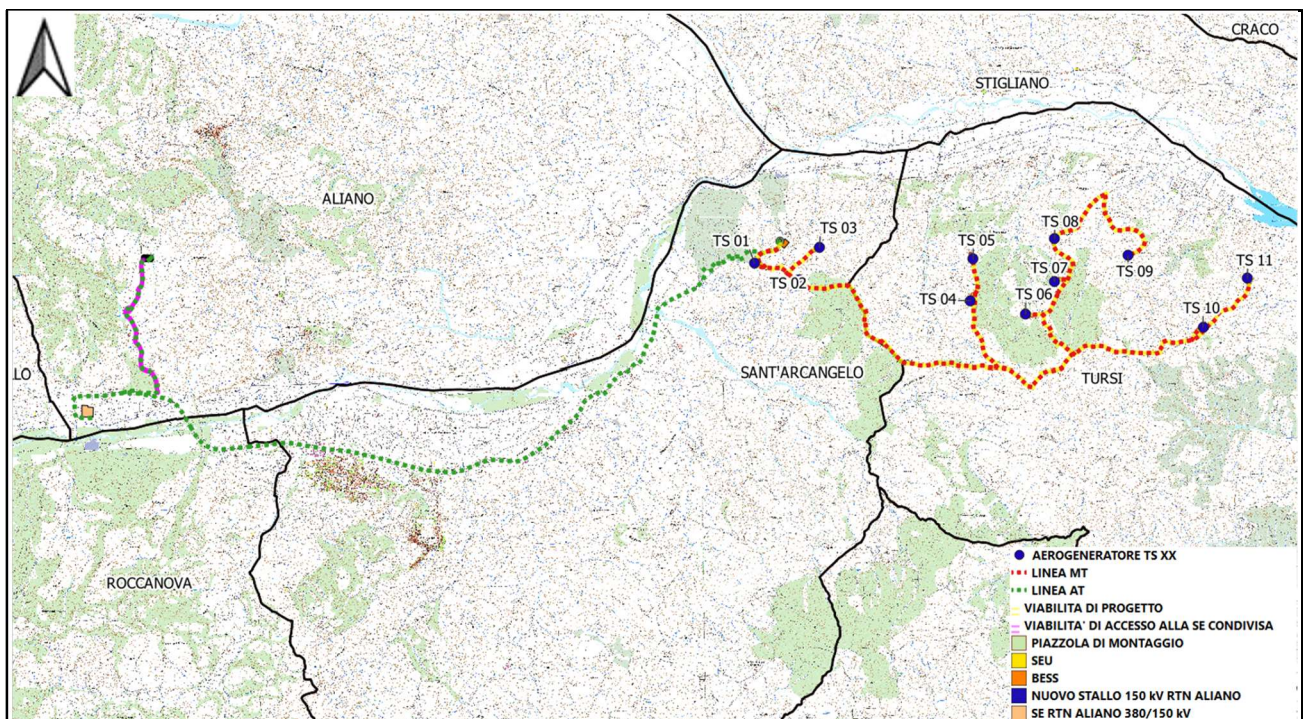 CRACO
STIGLIANO
ALIANO
TS 08
TS 01
TS 03
TS 05
TS 09
TS 11
TS 02
TS 07
TS 04
TS 06
TS 10
LO
SANT'ARCANGELO
TURSI
ROCCANOVA
AEROGENERATORE TS XX
LINEA MT
LINEA AT
VIABILITA DI PROGETTO
VIABILITA' DI ACCESSO ALLA SE CONDIVISA
PIAZZOLA DI MONTAGGIO
SEU
BESS
NUOVO STALLO 150 kV RTN ALIANO
SE RTN ALIANO 380/150 kV